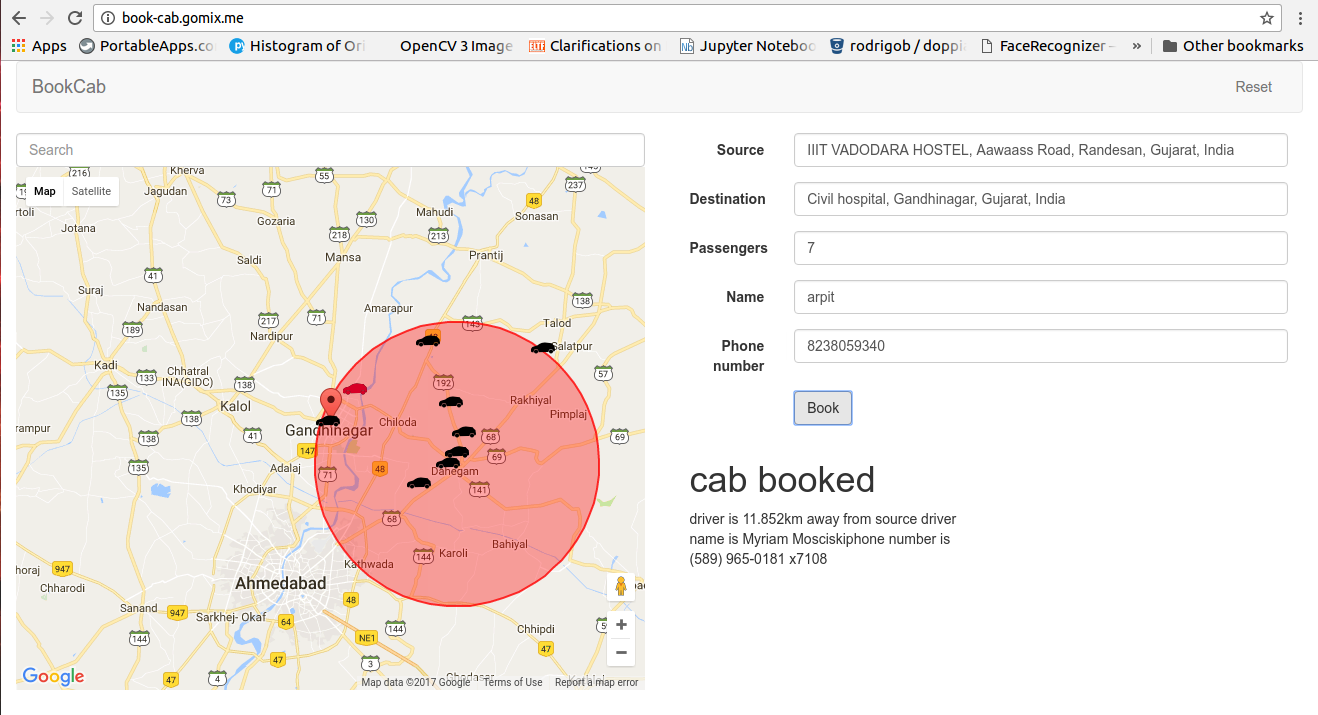 book-cab.gomix.me
Apps PortableApps.co Histogram of Ori OpenCV 3 Image Clarifications on Jupyter Noteboo rodrigob / doppia FaceRecognizer – » Other bookmarks
BookCab Reset
Search
Map Satellite
Kherva
Jagudan
Gozaria
Mahudi
Sonasan
rtoli
Jotana
Saldi
Mansa
Prantij
Suraj
Nandasan
Amarapur
Nardipur
Talod
Salatpur
Kadi
Chhatral
INA(GIDC)
Kalol
Rakhiyal
Pimplaj
Chiloda
rampur
Gandhinagar
Adalaj
Dahegam
Khodiyar
Bahiyal
Karoli
Kathwada
horaj
Chharodi
Ahmedabad
Sanand
Sarkhej- Okaf
Chhipdi
216
55
71
73
237
48
130
218
213
41
138
217
71
189
143
48
192
57
133
135
138
138
41
138
68
69
69
147
135
71
48
141
68
144
947
48
947
64
144
144
NE1
47
3
47
47
4
+
−
Google
Map data ©2017 Google Terms of Use Report a map error
Source IIIT VADODARA HOSTEL, Aawaass Road, Randesan, Gujarat, India
Destination Civil hospital, Gandhinagar, Gujarat, India
Passengers 7
Name arpit
Phone 8238059340
number
Book
cab booked
driver is 11.852km away from source driver
name is Myriam Mosciskiphone number is
(589) 965-0181 x7108